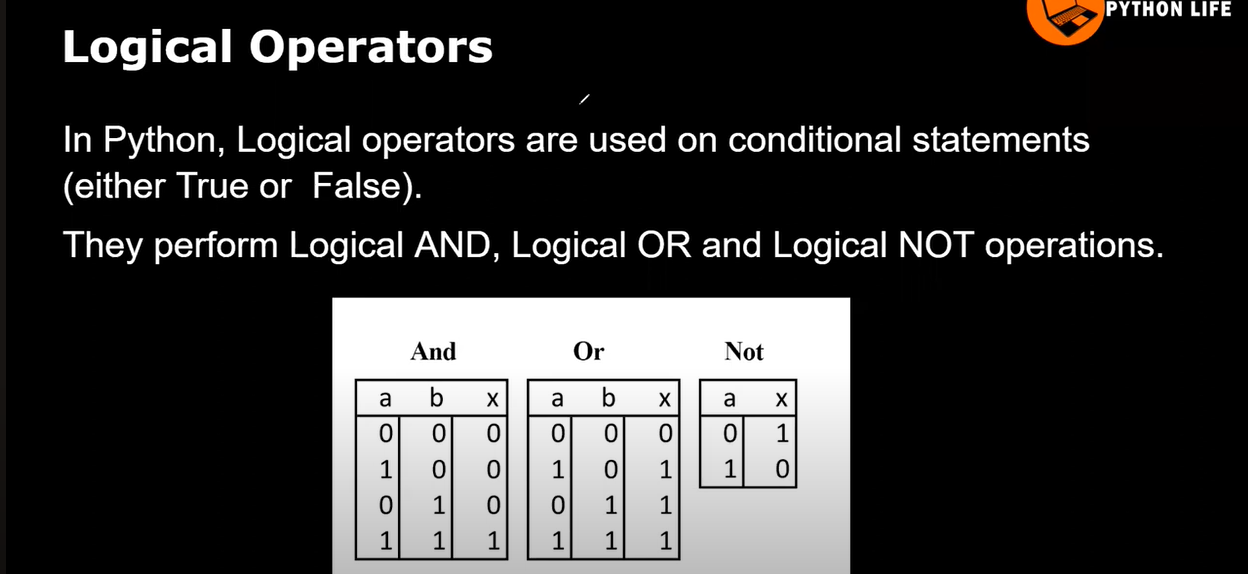 PYTHON LIFE
Logical Operators
In Python, Logical operators are used on conditional statements
(either True or  False).
They perform Logical AND, Logical OR and Logical NOT operations.
And Or Not
a b x a b x a x
0 0 0 0 0 0 0 1
1 0 0 1 0 1 1 0
0 1 0 0 1 1
1 1 1 1 1 1